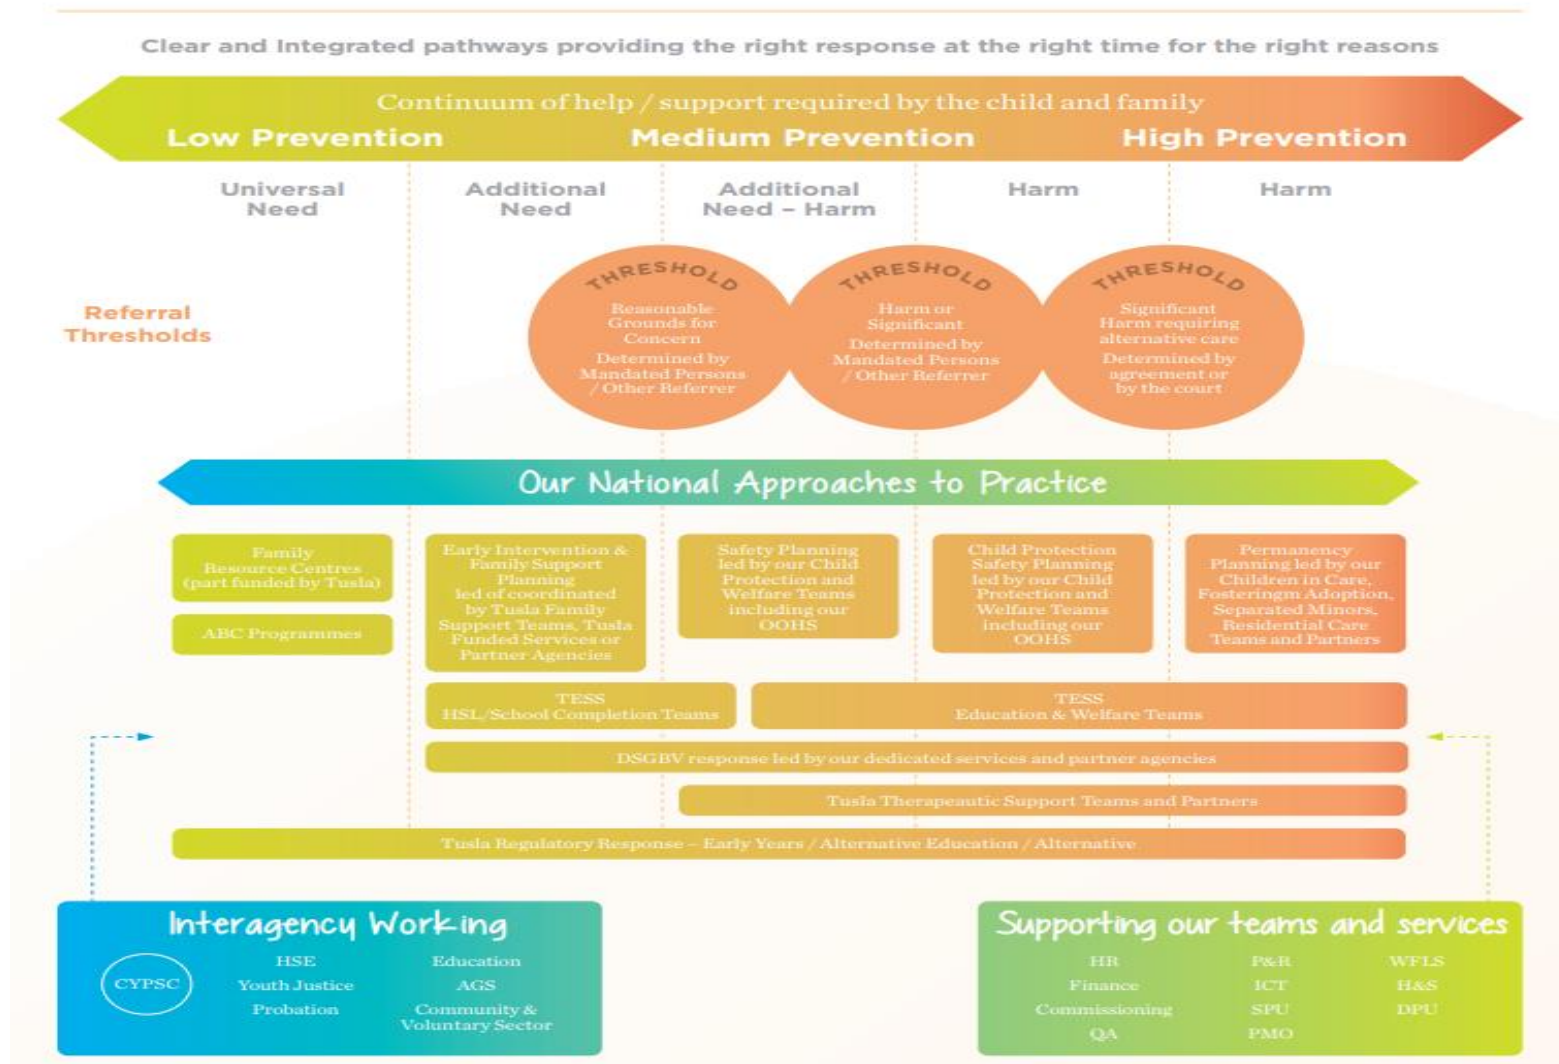 Clear and Integrated pathways providing the right response at the right time for the right reasons
Continuum of help / support required by the child and family
Low Prevention
Medium Prevention
High Prevention
Universal
Need
Additional
Need
Additional
Need – Harm
Harm
Harm
Referral
Thresholds
THRESHOLD
Reasonable
Grounds for
Concern
Determined by
Mandated Persons
/ Other Referrer
THRESHOLD
Harm or
Significant
Determined by
Mandated Persons
/ Other Referrer
THRESHOLD
Significant
Harm requiring
alternative care
Determined by
agreement or
by the court
Our National Approaches to Practice
Family
Resource Centres
(part funded by Tusla)
ABC Programmes
Early Intervention &
Family Support
Planning
led of coordinated
by Tusla Family
Support Teams, Tusla
Funded Services or
Partner Agencies
Safety Planning
led by our Child
Protection and
Welfare Teams
including our
OOHS
Child Protection
Safety Planning
led by our Child
Protection and
Welfare Teams
including our
OOHS
Permanency
Planning led by our
Children in Care,
Fosteringm Adoption,
Separated Minors,
Residential Care
Teams and Partners
TESS
HSL/School Completion Teams
TESS
Education & Welfare Teams
DSGBV response led by our dedicated services and partner agencies
Tusla Therapeautic Support Teams and Partners
Tusla Regulatory Response – Early Years / Alternative Education / Alternative
Interagency Working
CYPSC
HSE
Youth Justice
Probation
Education
AGS
Community &
Voluntary Sector
Supporting our teams and services
HR
Finance
Commissioning
QA
P&R
ICT
SPU
PMO
WFLS
H&S
DPU